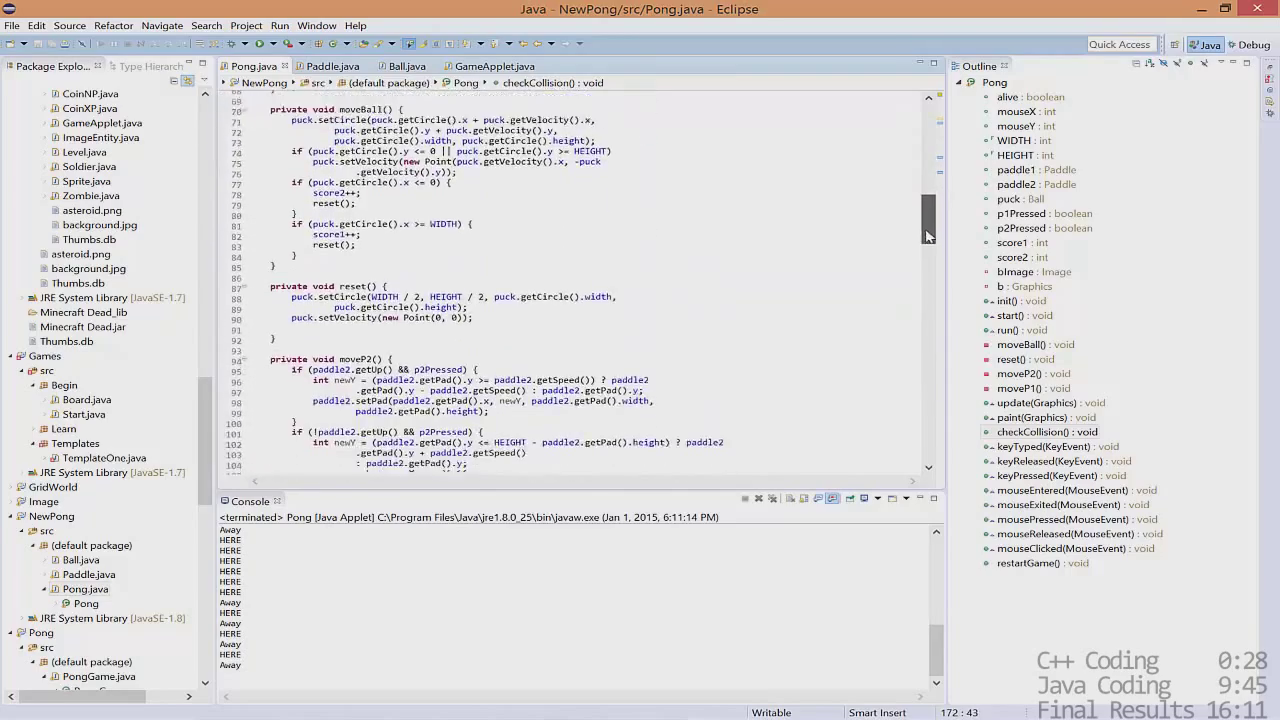 Java - NewPong/src/Pong.java - Eclipse
File Edit Source Refactor Navigate Search Project Run Window Help
Quick Access Java Debug
Package Explo... Type Hierarch
CoinNP.java
CoinXP.java
GameApplet.java
ImageEntity.java
Level.java
Soldier.java
Sprite.java
Zombie.java
asteroid.png
background.jpg
Thumbs.db
asteroid.png
background.jpg
Thumbs.db
JRE System Library [JavaSE-1.7]
Minecraft Dead_lib
Minecraft Dead.jar
Thumbs.db
Games
src
Begin
Board.java
Start.java
Learn
Templates
TemplateOne.java
JRE System Library [JavaSE-1.7]
GridWorld
Image
NewPong
src
(default package)
Ball.java
Paddle.java
Pong.java
Pong
JRE System Library [JavaSE-1.8]
Pong
src
(default package)
PongGame.java
Pong.java Paddle.java Ball.java GameApplet.java
NewPong src (default package) Pong checkCollision() : void
69
70 private void moveBall() {
71 puck.setCircle(puck.getCircle().x + puck.getVelocity().x,
72 puck.getCircle().y + puck.getVelocity().y,
73 puck.getCircle().width, puck.getCircle().height);
74 if (puck.getCircle().y <= 0 || puck.getCircle().y >= HEIGHT)
75 puck.setVelocity(new Point(puck.getVelocity().x, -puck
76 .getVelocity().y));
77 if (puck.getCircle().x <= 0) {
78 score2++;
79 reset();
80 }
81 if (puck.getCircle().x >= WIDTH) {
82 score1++;
83 reset();
84 }
85 }
86
87 private void reset() {
88 puck.setCircle(WIDTH / 2, HEIGHT / 2, puck.getCircle().width,
89 puck.getCircle().height);
90 puck.setVelocity(new Point(0, 0));
91
92 }
93
94 private void moveP2() {
95 if (paddle2.getUp() && p2Pressed) {
96 int newY = (paddle2.getPad().y >= paddle2.getSpeed()) ? paddle2
97 .getPad().y - paddle2.getSpeed() : paddle2.getPad().y;
98 paddle2.setPad(paddle2.getPad().x, newY, paddle2.getPad().width,
99 paddle2.getPad().height);
100 }
101 if (!paddle2.getUp() && p2Pressed) {
102 int newY = (paddle2.getPad().y <= HEIGHT - paddle2.getPad().height) ? paddle2
103 .getPad().y + paddle2.getSpeed()
104 : paddle2.getPad().y;
Console
<terminated> Pong [Java Applet] C:\Program Files\Java\jre1.8.0_25\bin\javaw.exe (Jan 1, 2015, 6:11:14 PM)
Away
HERE
HERE
HERE
HERE
HERE
HERE
Away
HERE
Away
HERE
Away
HERE
Away
Outline
Pong
alive : boolean
mouseX : int
mouseY : int
WIDTH : int
HEIGHT : int
paddle1 : Paddle
paddle2 : Paddle
puck : Ball
p1Pressed : boolean
p2Pressed : boolean
score1 : int
score2 : int
bImage : Image
b : Graphics
init() : void
start() : void
run() : void
moveBall() : void
reset() : void
moveP2() : void
moveP1() : void
update(Graphics) : void
paint(Graphics) : void
checkCollision() : void
keyTyped(KeyEvent) : void
keyReleased(KeyEvent) : void
keyPressed(KeyEvent) : void
mouseEntered(MouseEvent) : void
mouseExited(MouseEvent) : void
mousePressed(MouseEvent) : void
mouseReleased(MouseEvent) : void
mouseClicked(MouseEvent) : void
restartGame() : void
C++ Coding 0:28
Java Coding 9:45
Final Results 16:11
Writable Smart Insert 172 : 43